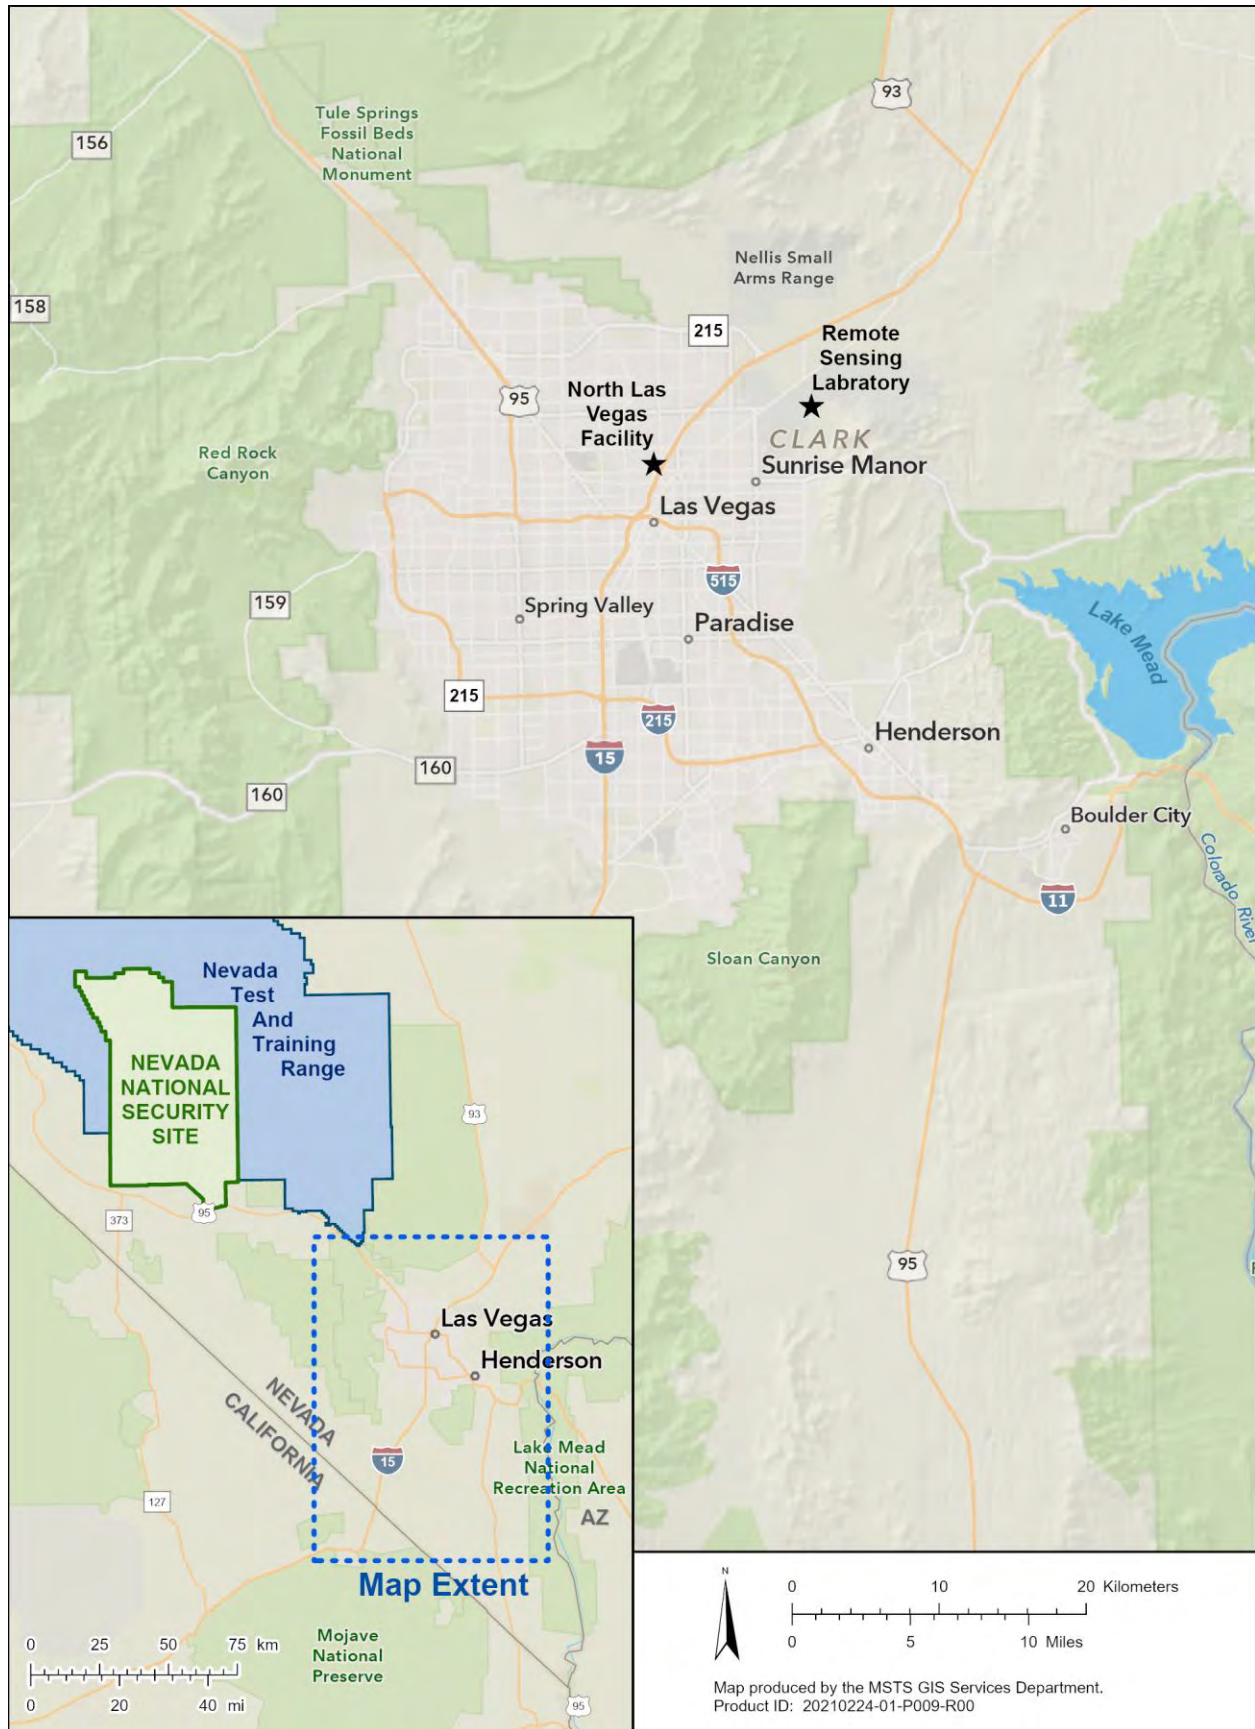 93
Tule Springs
Fossil Beds
National
Monument
156
Nellis Small
Arms Range
158
215
Remote
Sensing
Labratory
95
North Las
Vegas
Facility
CLARK
Red Rock
Canyon
Sunrise Manor
Las Vegas
515
159
Spring Valley
Paradise
Lake Mead
215
215
Henderson
15
160
160
Boulder City
Colorado River
11
Sloan Canyon
95
Nevada
Test
And
Training
Range
NEVADA
NATIONAL
SECURITY
SITE
93
95
373
Las Vegas
Henderson
NEVADA
CALIFORNIA
15
Lake Mead
National
Recreation Area
127
AZ
Map Extent
Mojave
National
Preserve
0 25 50 75 km
0 20 40 mi
95
N
0 10 20 Kilometers
0 5 10 Miles
Map produced by the MSTS GIS Services Department.
Product ID: 20210224-01-P009-R00